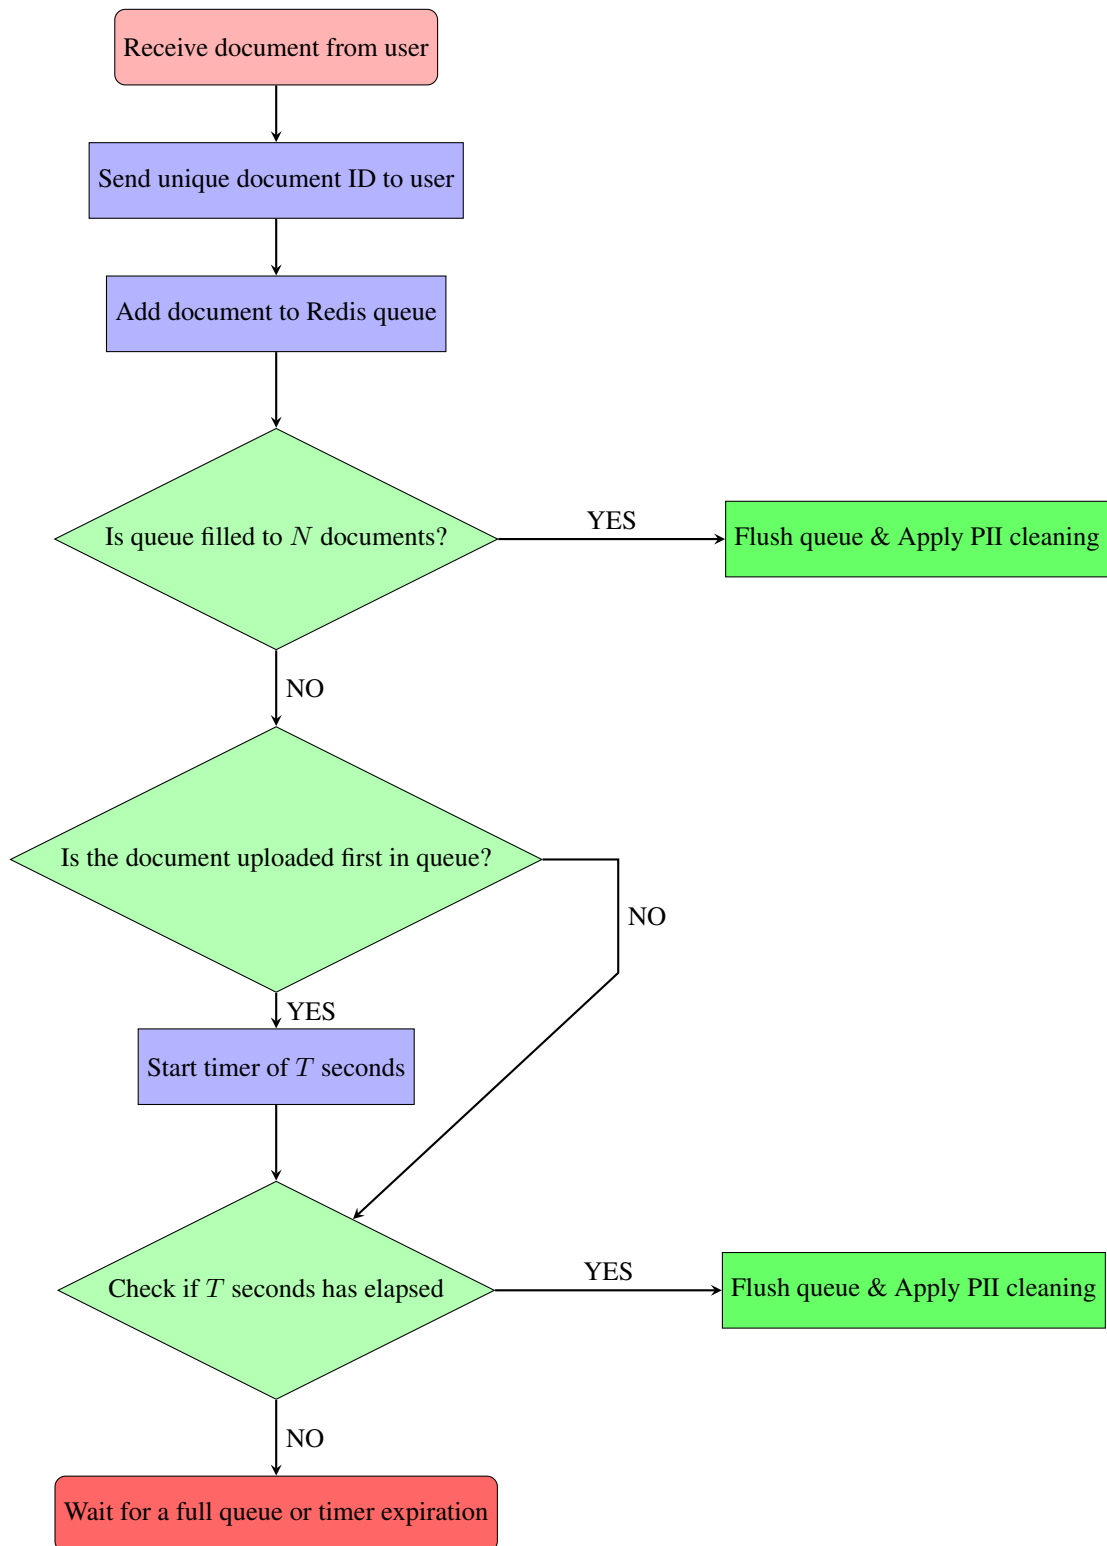 Receive document from user
Send unique document ID to user
Add document to Redis queue
Is queue filled to N documents?
YES
Flush queue & Apply PII cleaning
NO
Is the document uploaded first in queue?
NO
YES
Start timer of T seconds
Check if T seconds has elapsed
YES
Flush queue & Apply PII cleaning
NO
Wait for a full queue or timer expiration